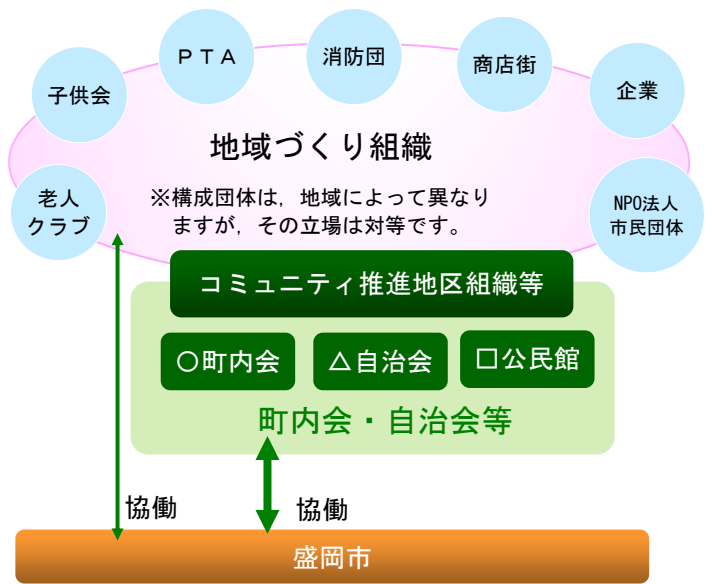 子供会
ＰＴＡ
消防団
商店街
企業
地域づくり組織
老人
クラブ
※構成団体は，地域によって異なり
ますが，その立場は対等です。
NPO法人
市民団体
コミュニティ推進地区組織等
○町内会
△自治会
□公民館
町内会・自治会等
協働
協働
盛岡市